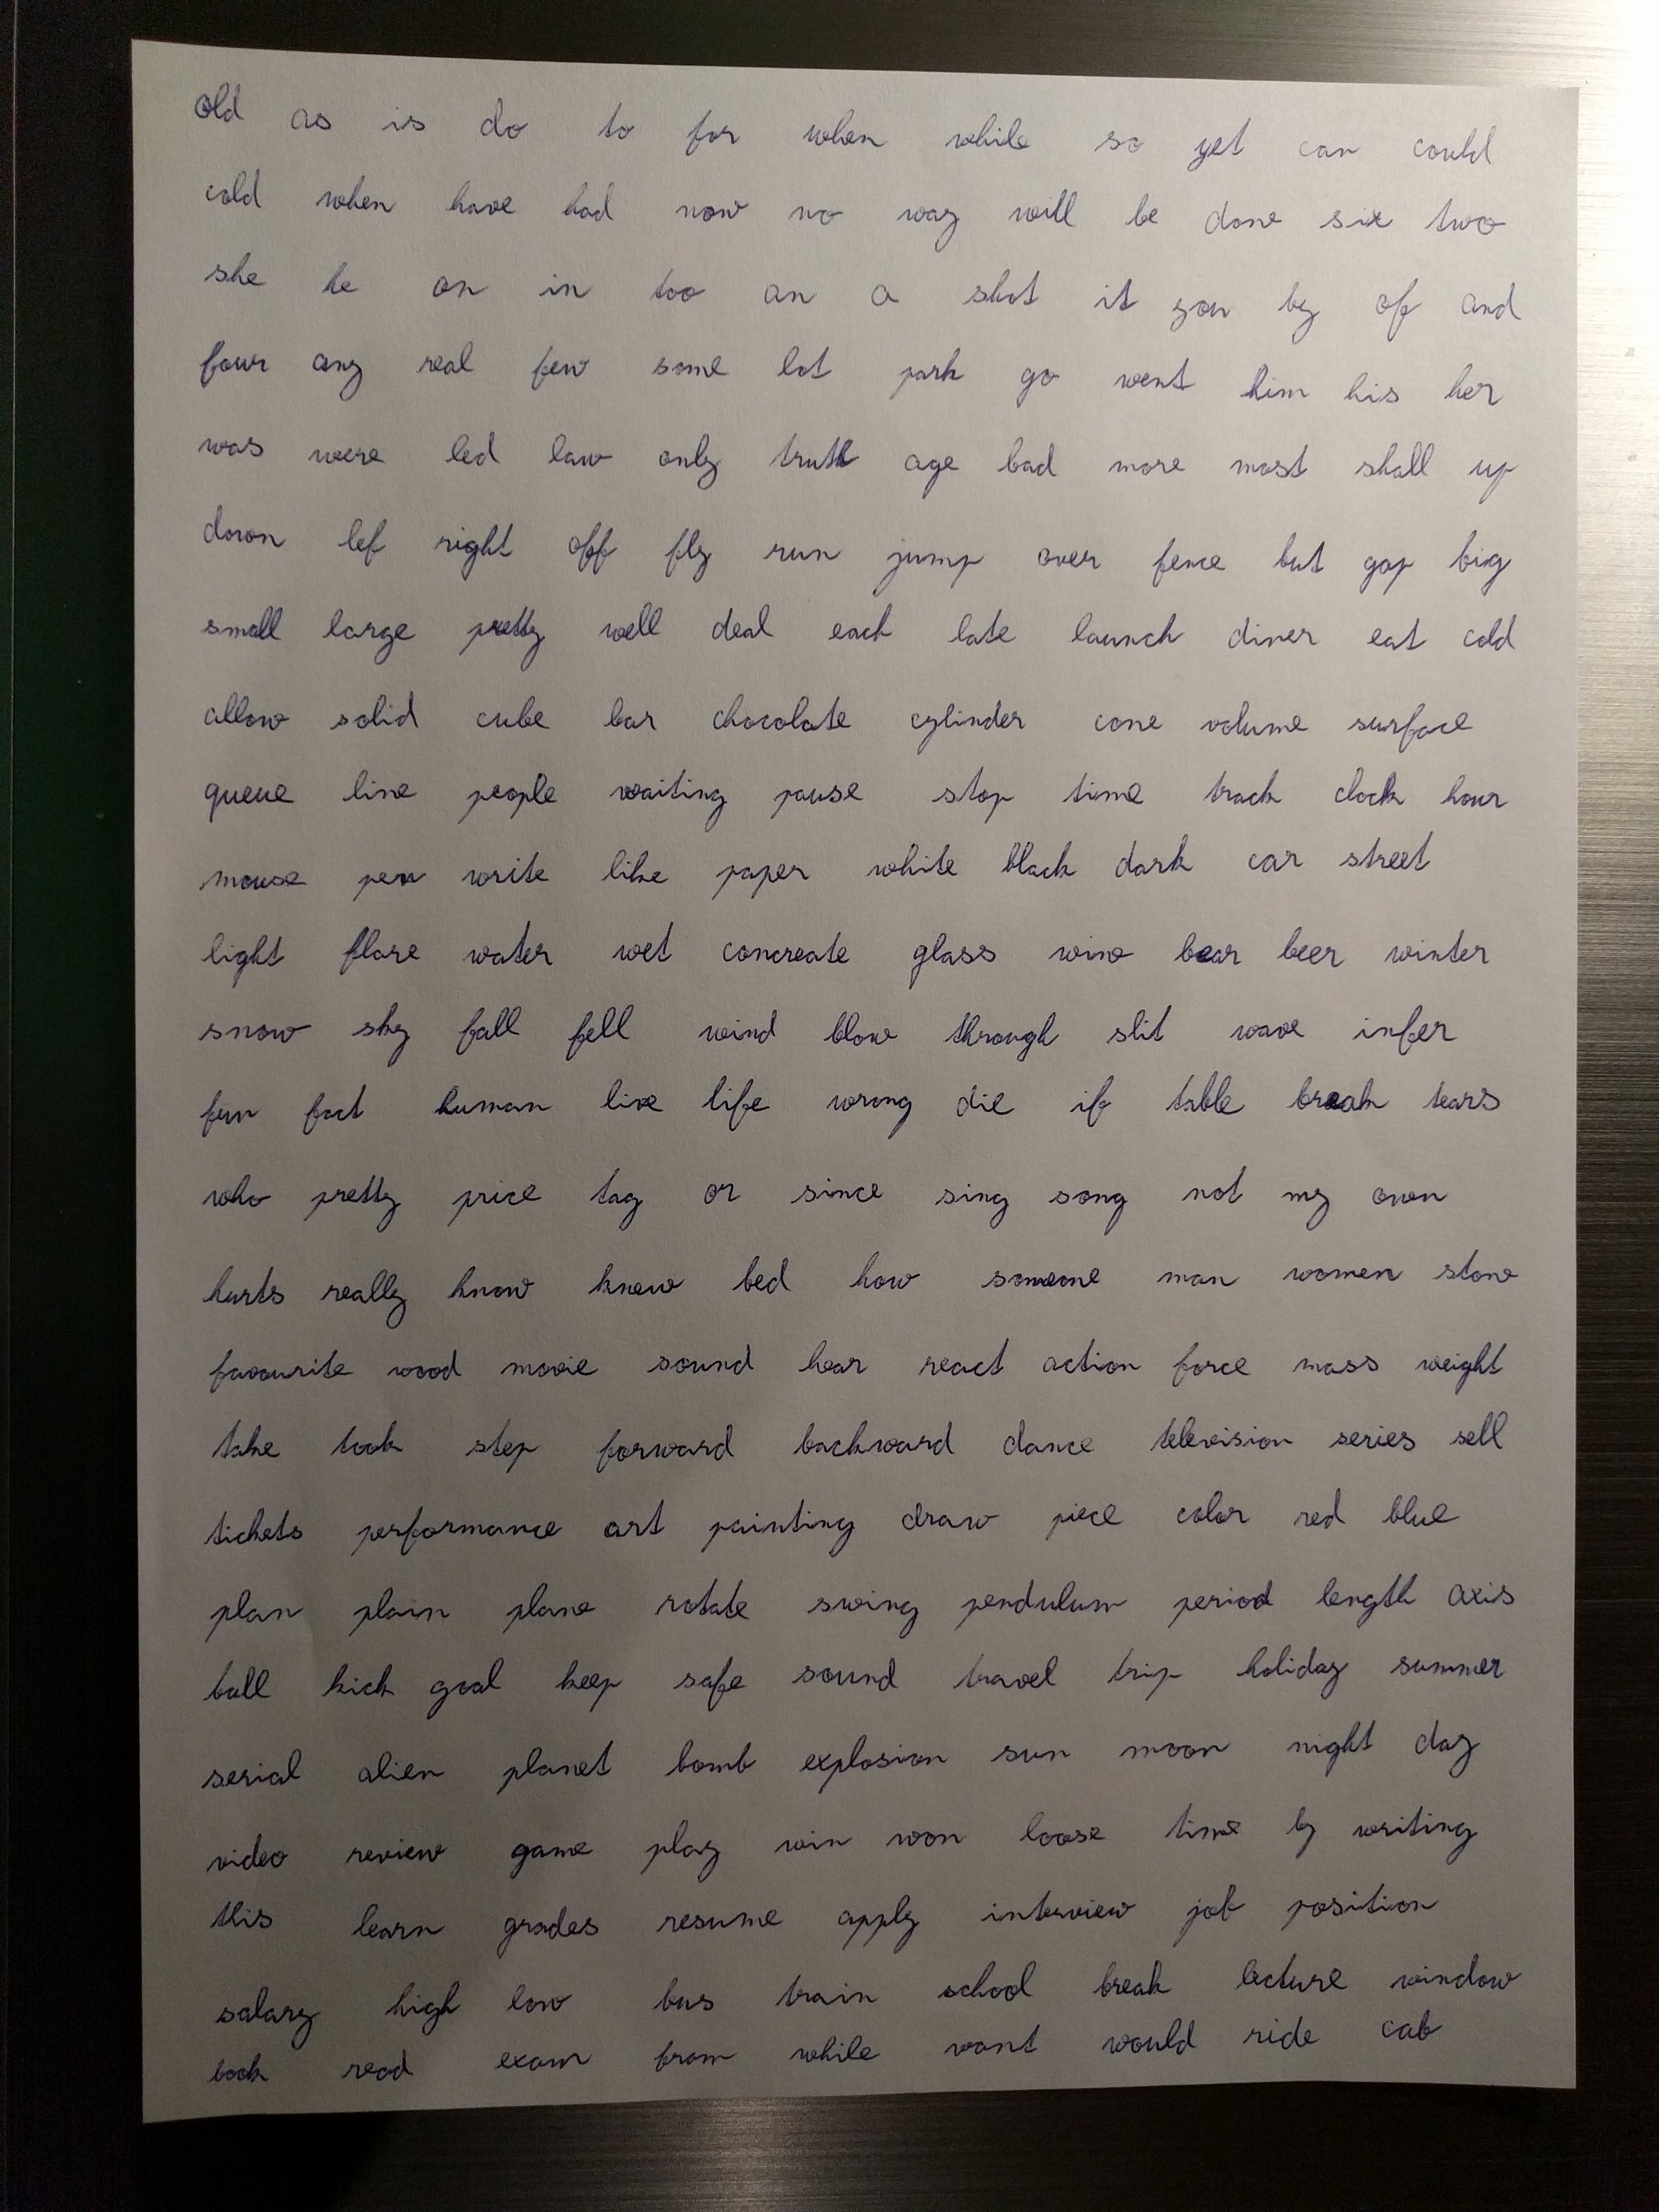 old as is do to for when while so yet can could
cold when have had now no way will be done six two
she he on in too an a shot it you by of and
four any real few some lot park go went him his her
was were led law only truth age bad more most shall up
down lef right off fly run jump over fence but gap big
small large pretty well deal each late launch diner eat cold
allow solid cube bar chocolate cylinder cone volume surface
queue line people waiting pause stop time track clock hour
mouse pen write like paper white black dark car street
light flare water wet concreate glass wine bear beer winter
snow sky fall fell wind blow through slit wave infer
fun fact human live life wrong die if table break tears
who pretty price tag or since sing song not my own
hurts really know knew bed how someone man women stone
favourite wood movie sound hear react action force mass weight
take took step forward backward dance television series sell
tickets performance art painting draw piece color red blue
plan plain plane rotate swing pendulum period length axis
ball kick goal keep safe sound travel trip holiday summer
serial alien planet bomb explosion sun moon night day
video review game play win won loose time by writing
this learn grades resume apply interview job position
salary high low bus train school break lecture window
book read exam from while want would ride cab